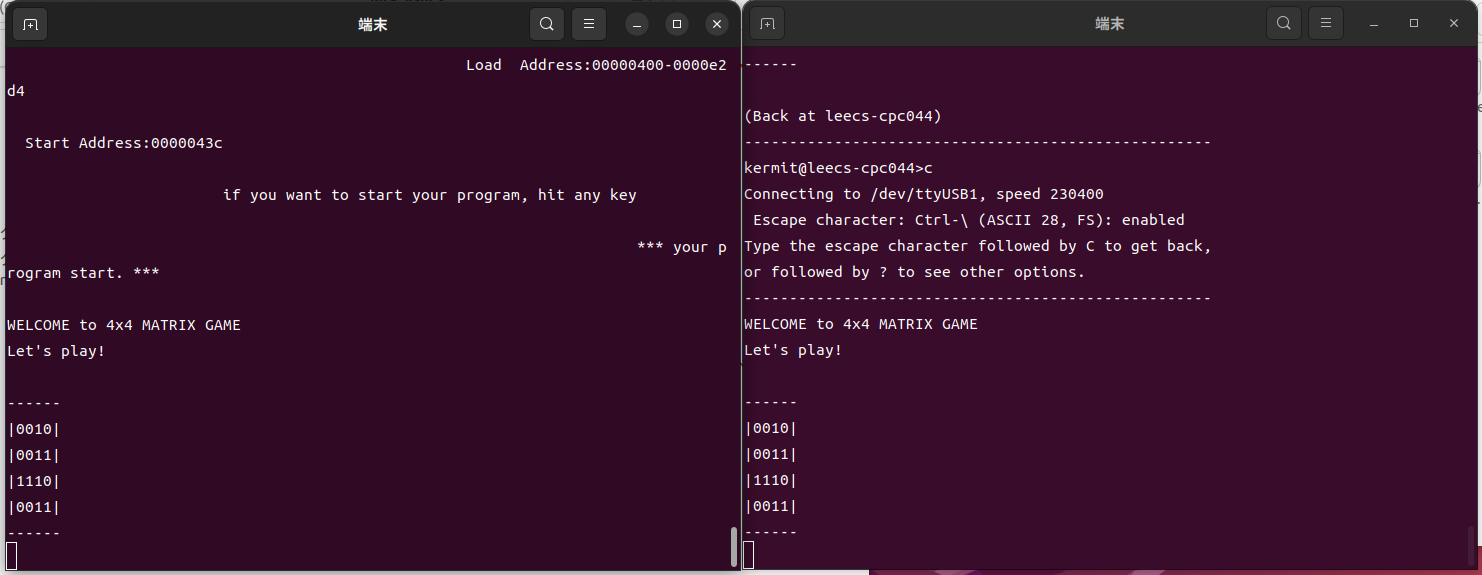 端末
Load  Address:00000400-0000e2
d4
Start Address:0000043c
if you want to start your program, hit any key
*** your p
rogram start. ***
WELCOME to 4x4 MATRIX GAME
Let's play!
------
|0010|
|0011|
|1110|
|0011|
------
端末
------
(Back at leecs-cpc044)
----------------------------------------------------
kermit@leecs-cpc044>c
Connecting to /dev/ttyUSB1, speed 230400
Escape character: Ctrl-\ (ASCII 28, FS): enabled
Type the escape character followed by C to get back,
or followed by ? to see other options.
----------------------------------------------------
WELCOME to 4x4 MATRIX GAME
Let's play!
------
|0010|
|0011|
|1110|
|0011|
------